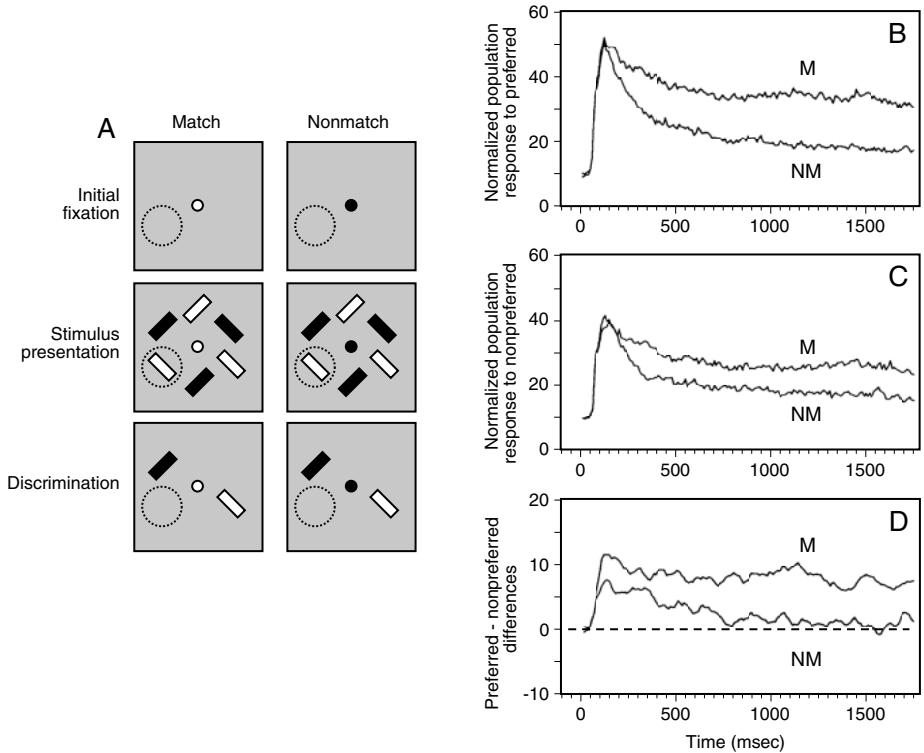 A
Match
Nonmatch
Initial
fixation
Stimulus
presentation
Discrimination
Normalized population
response to preferred
60
40
20
0
B
M
NM
0
500
1000
1500
Normalized population
response to nonpreferred
60
40
20
0
C
M
NM
0
500
1000
1500
Preferred - nonpreferred
differences
20
10
0
-10
D
M
NM
0
500
1000
1500
Time (msec)